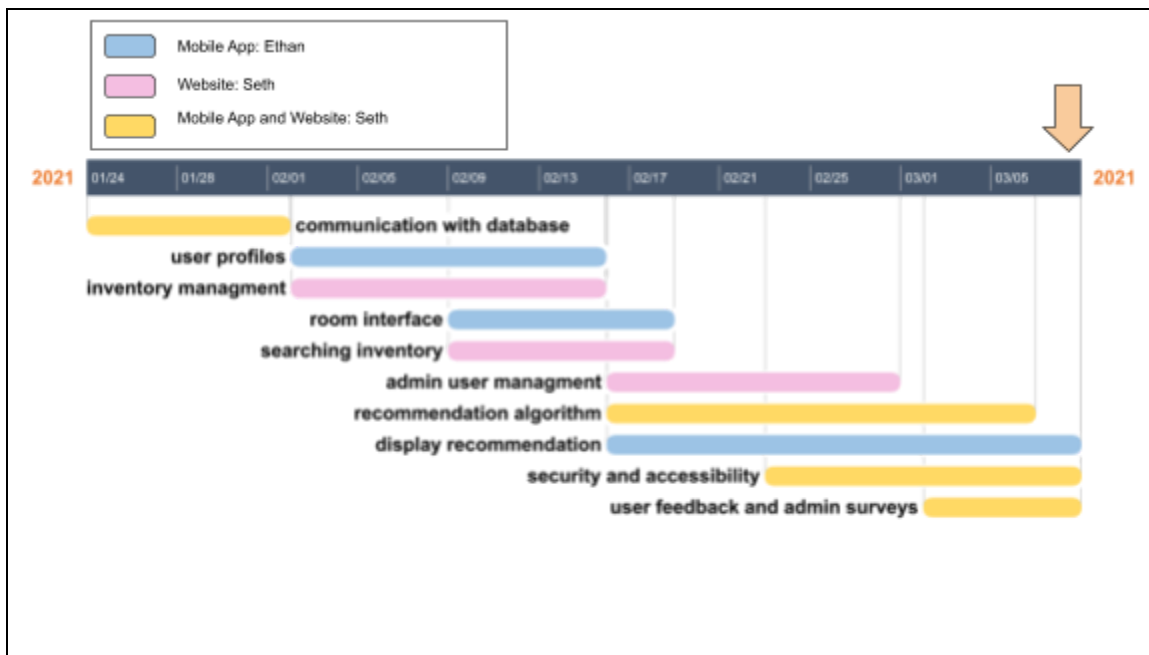 Mobile App: Ethan
Website: Seth
Mobile App and Website: Seth
2021 01/24 01/28 02/01 02/05 02/09 02/13 02/17 02/21 02/25 03/01 03/05 2021
communication with database
user profiles
inventory managment
room interface
searching inventory
admin user managment
recommendation algorithm
display recommendation
security and accessibility
user feedback and admin surveys